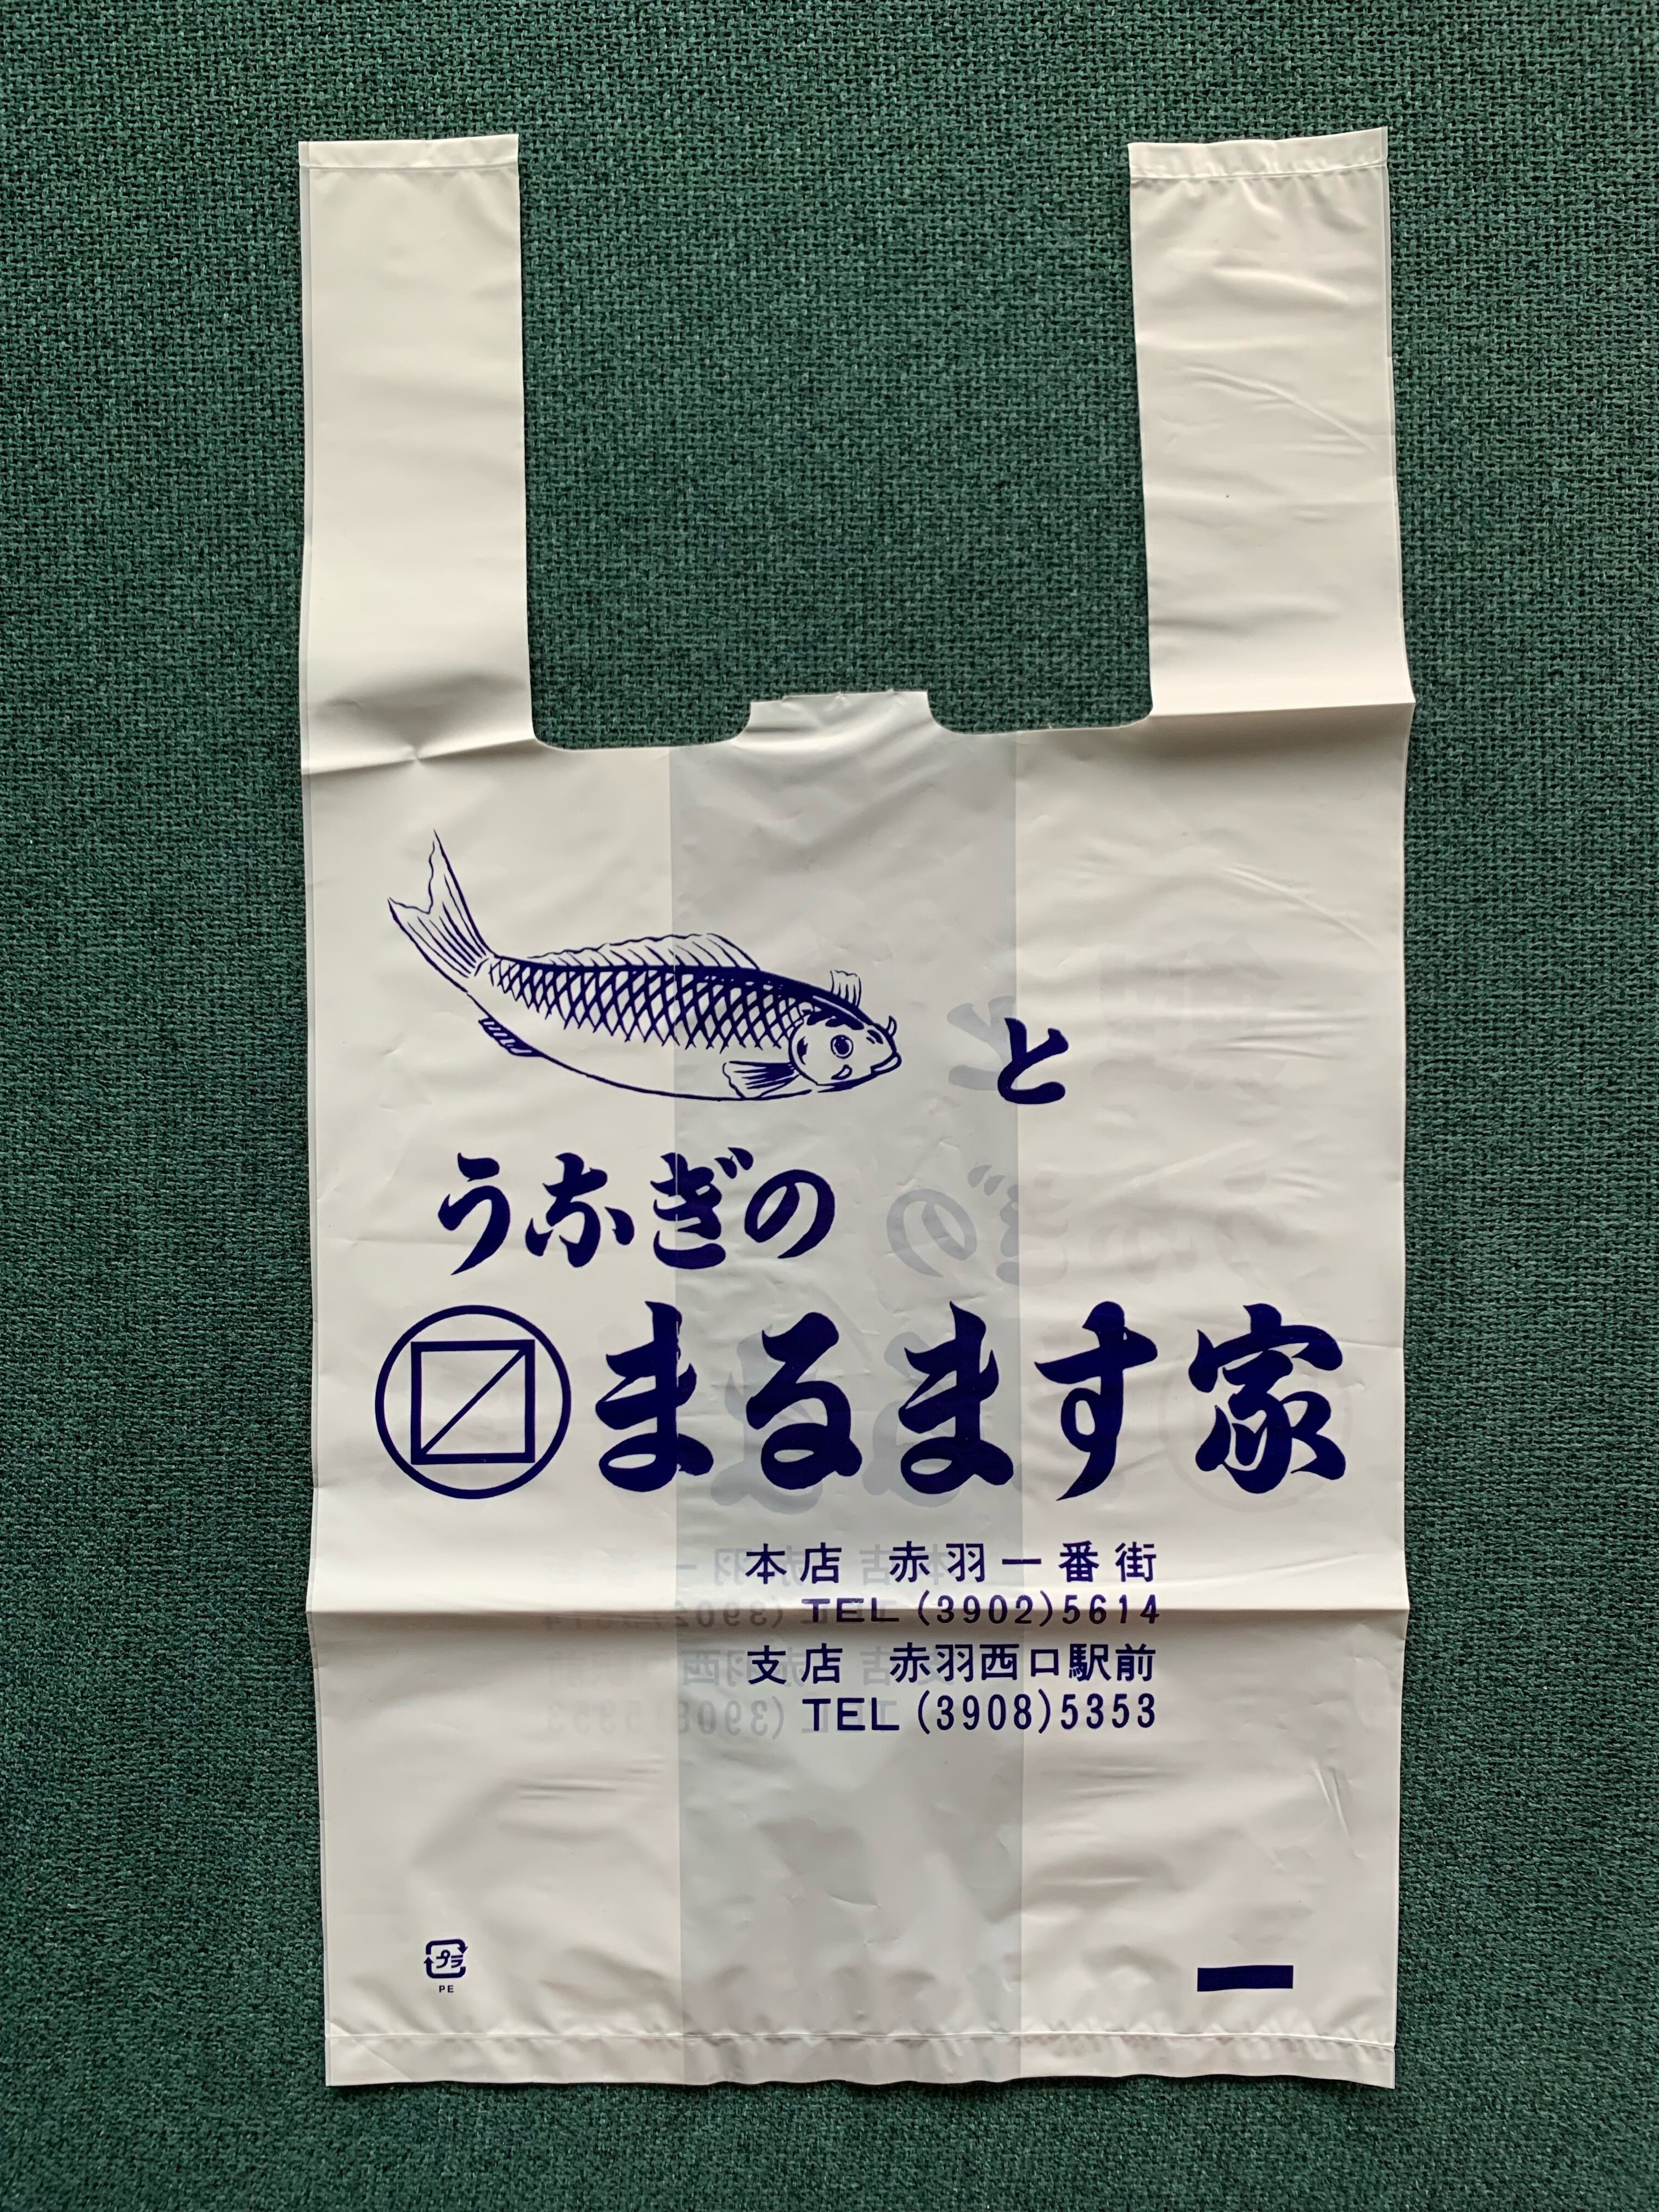 と
うなぎの
まるます家
本店 赤羽一番街
TEL(3902)5614
支店 赤羽西口駅前
TEL(3908)5353
プラ
PE